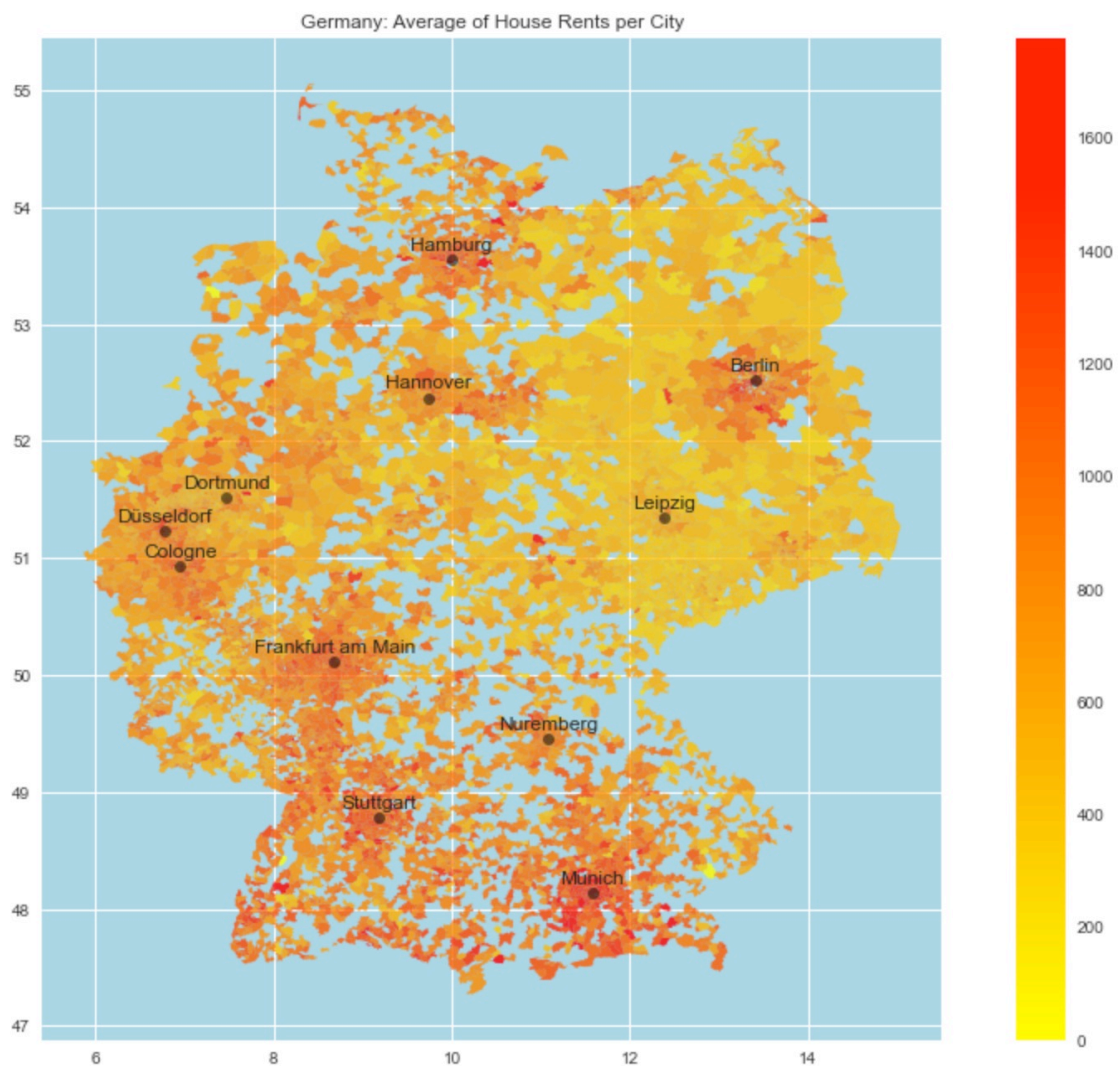 Germany: Average of House Rents per City
55
54
53
52
51
50
49
48
47
6
8
10
12
14
Hamburg
Berlin
Hannover
Dortmund
Leipzig
Düsseldorf
Cologne
Frankfurt am Main
Nuremberg
Stuttgart
Munich
1600
1400
1200
1000
800
600
400
200
0